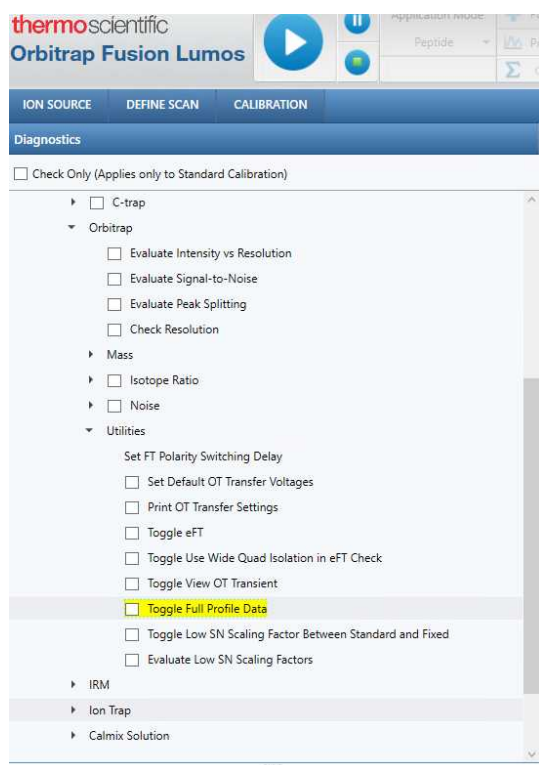 thermo scientific
Orbitrap Fusion Lumos
Application Mode
Peptide
ION SOURCE DEFINE SCAN CALIBRATION
Diagnostics
Check Only (Applies only to Standard Calibration)
C-trap
Orbitrap
Evaluate Intensity vs Resolution
Evaluate Signal-to-Noise
Evaluate Peak Splitting
Check Resolution
Mass
Isotope Ratio
Noise
Utilities
Set FT Polarity Switching Delay
Set Default OT Transfer Voltages
Print OT Transfer Settings
Toggle eFT
Toggle Use Wide Quad Isolation in eFT Check
Toggle View OT Transient
Toggle Full Profile Data
Toggle Low SN Scaling Factor Between Standard and Fixed
Evaluate Low SN Scaling Factors
IRM
Ion Trap
Calmix Solution